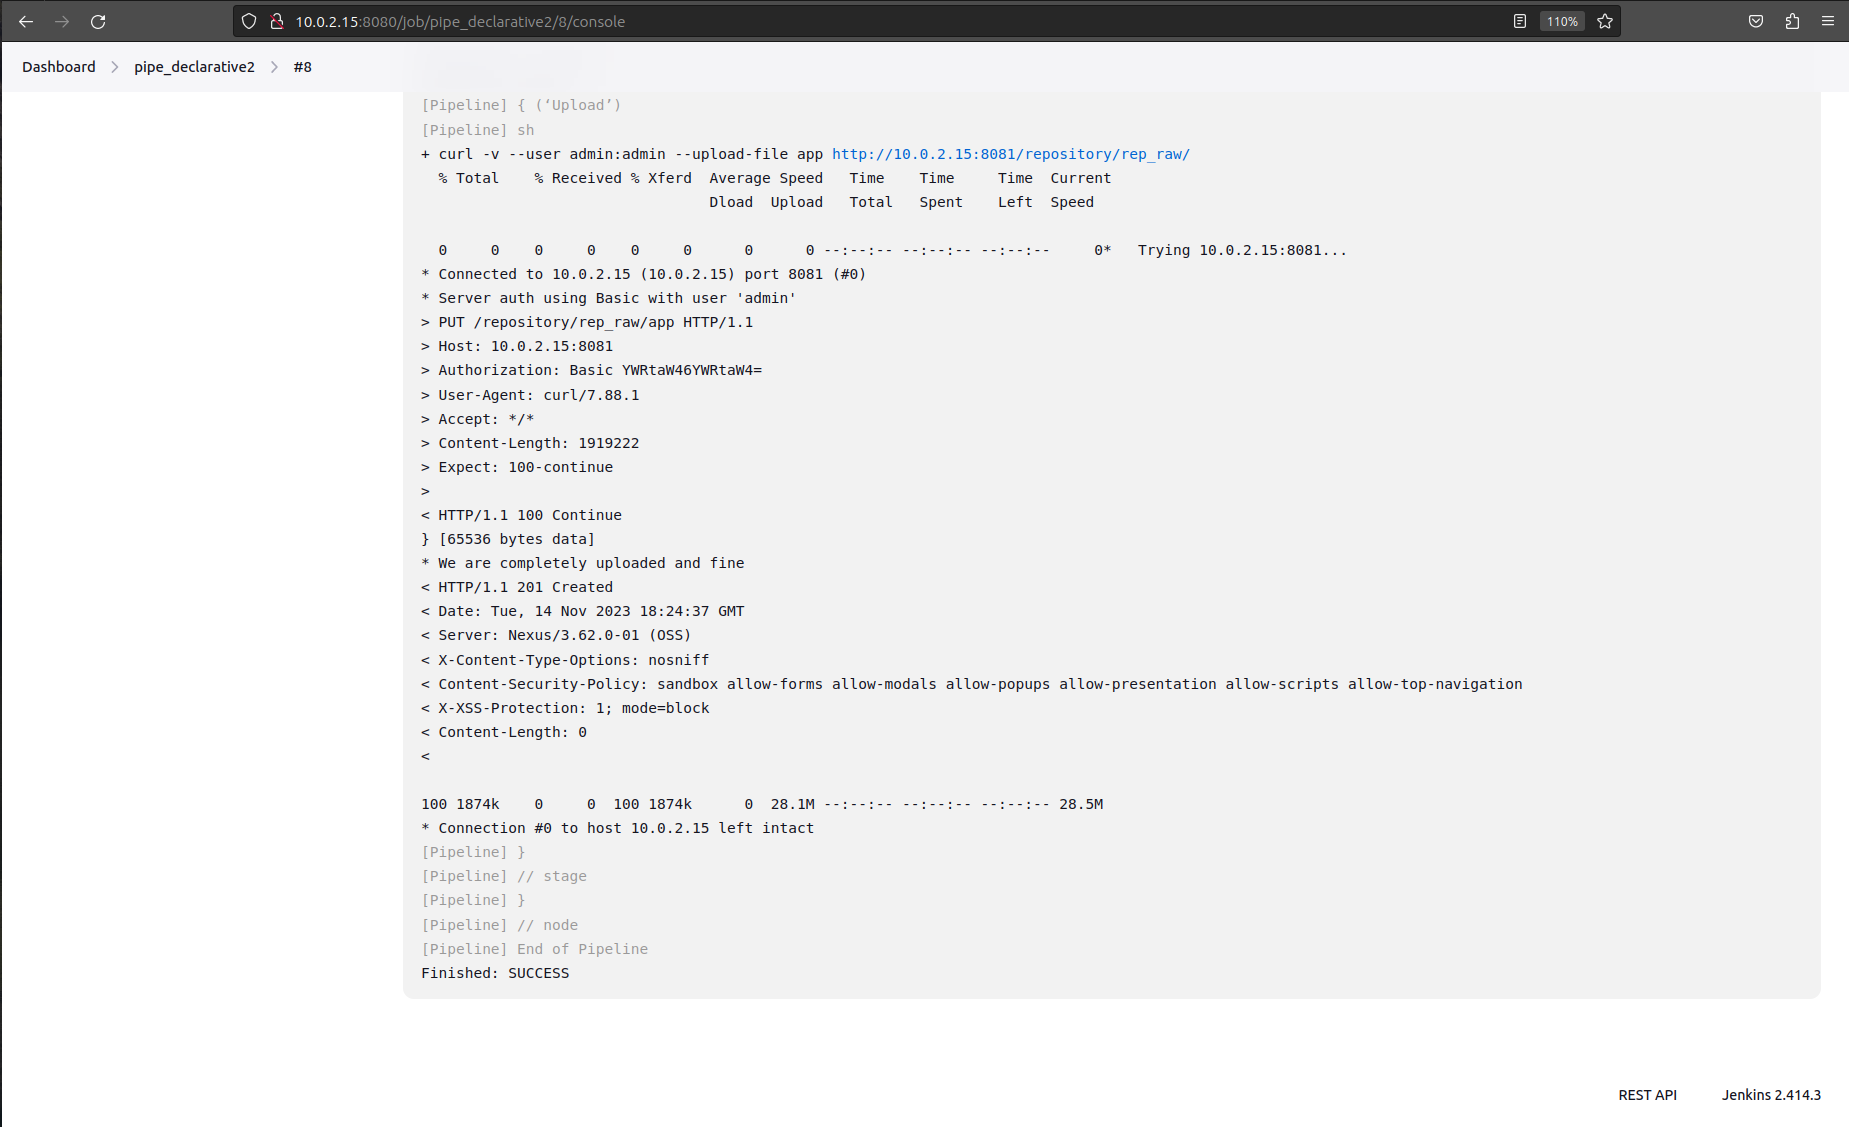 10.0.2.15:8080/job/pipe_declarative2/8/console
110%
Dashboard > pipe_declarative2 > #8
[Pipeline] { (‘Upload’)
[Pipeline] sh
+ curl -v --user admin:admin --upload-file app http://10.0.2.15:8081/repository/rep_raw/
  % Total    % Received % Xferd  Average Speed   Time    Time     Time  Current
                                 Dload  Upload   Total   Spent    Left  Speed
  0     0    0     0    0     0      0      0 --:--:-- --:--:-- --:--:--     0*   Trying 10.0.2.15:8081...
* Connected to 10.0.2.15 (10.0.2.15) port 8081 (#0)
* Server auth using Basic with user 'admin'
> PUT /repository/rep_raw/app HTTP/1.1
> Host: 10.0.2.15:8081
> Authorization: Basic YWRtaW46YWRtaW4=
> User-Agent: curl/7.88.1
> Accept: */*
> Content-Length: 1919222
> Expect: 100-continue
>
< HTTP/1.1 100 Continue
} [65536 bytes data]
* We are completely uploaded and fine
< HTTP/1.1 201 Created
< Date: Tue, 14 Nov 2023 18:24:37 GMT
< Server: Nexus/3.62.0-01 (OSS)
< X-Content-Type-Options: nosniff
< Content-Security-Policy: sandbox allow-forms allow-modals allow-popups allow-presentation allow-scripts allow-top-navigation
< X-XSS-Protection: 1; mode=block
< Content-Length: 0
<
100 1874k    0     0  100 1874k      0  28.1M --:--:-- --:--:-- --:--:-- 28.5M
* Connection #0 to host 10.0.2.15 left intact
[Pipeline] }
[Pipeline] // stage
[Pipeline] }
[Pipeline] // node
[Pipeline] End of Pipeline
Finished: SUCCESS
REST API
Jenkins 2.414.3